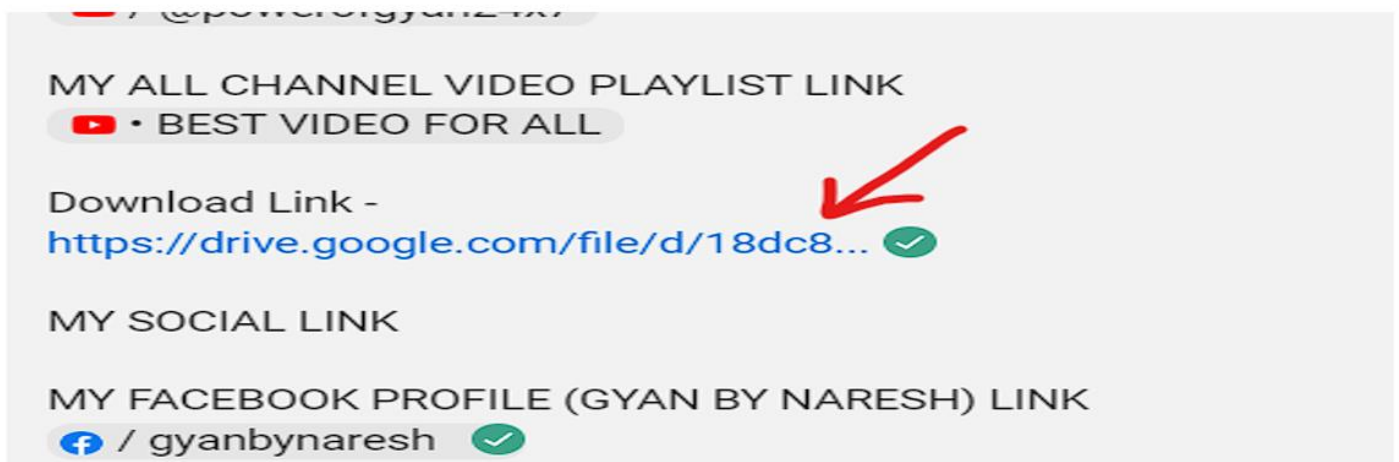 / @powerofgyan24x7
MY ALL CHANNEL VIDEO PLAYLIST LINK
• BEST VIDEO FOR ALL
Download Link -
https://drive.google.com/file/d/18dc8...
MY SOCIAL LINK
MY FACEBOOK PROFILE (GYAN BY NARESH) LINK
/ gyanbynaresh